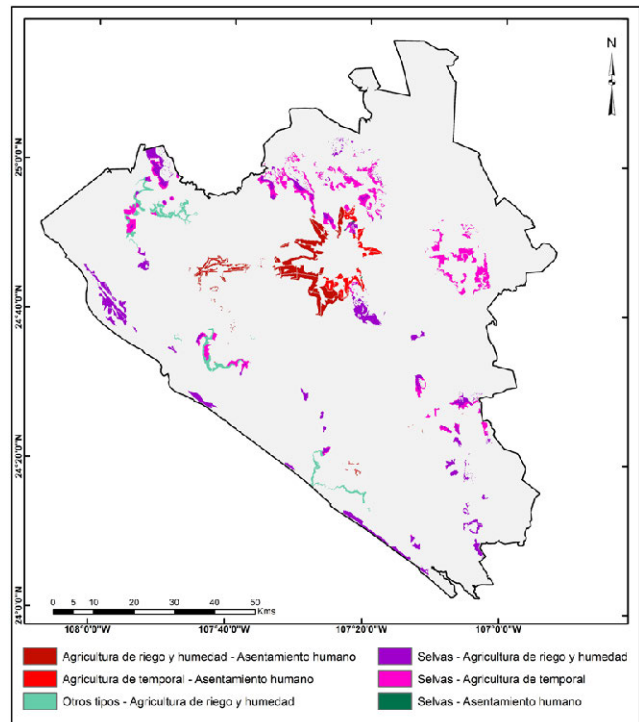 N
25°0'0"N
24°40'0"N
24°20'0"N
24°0'0"N
0 5 10 20 30 40 50
Kms
108°0'0"W 107°40'0"W 107°20'0"W 107°0'0"W
Agricultura de riego y humedad - Asentamiento humano
Agricultura de temporal - Asentamiento humano
Otros tipos - Agricultura de riego y humedad
Selvas - Agricultura de riego y humedad
Selvas - Agricultura de temporal
Selvas - Asentamiento humano